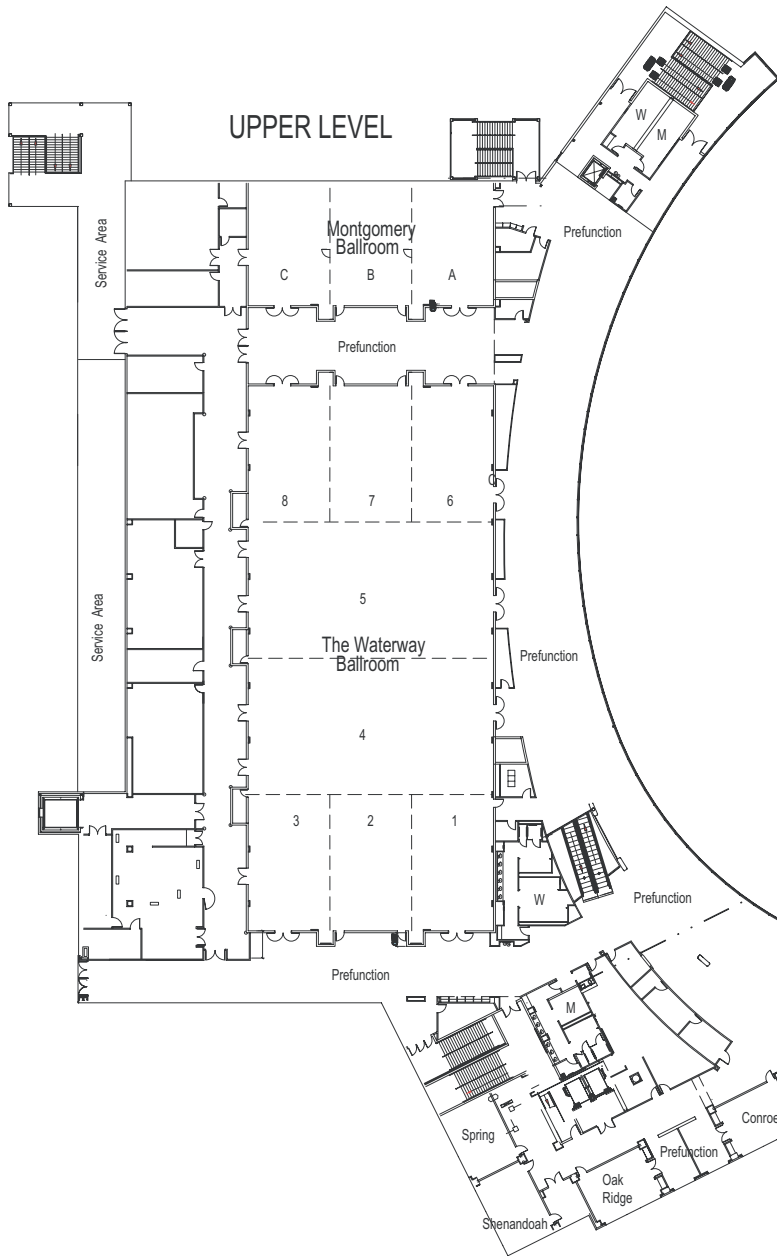 UPPER LEVEL
W
M
Prefunction
Service Area
Montgomery
Ballroom
C
B
A
Prefunction
8
7
6
5
Service Area
The Waterway
Ballroom
Prefunction
4
3
2
1
W
Prefunction
Prefunction
M
Spring
Conroe
Prefunction
Oak
Ridge
Shenandoah